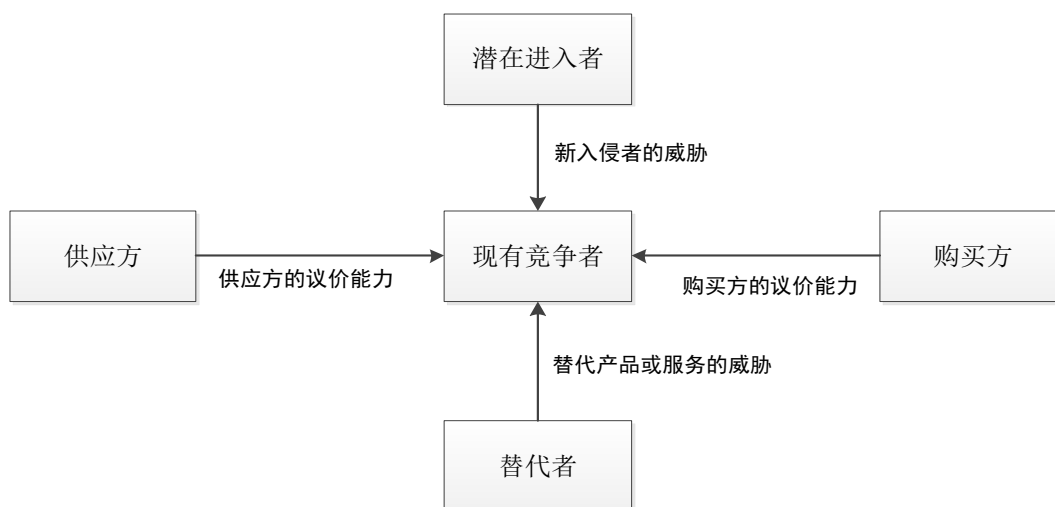 潜在进入者
新入侵者的威胁
供应方
供应方的议价能力
现有竞争者
购买方的议价能力
购买方
替代产品或服务的威胁
替代者